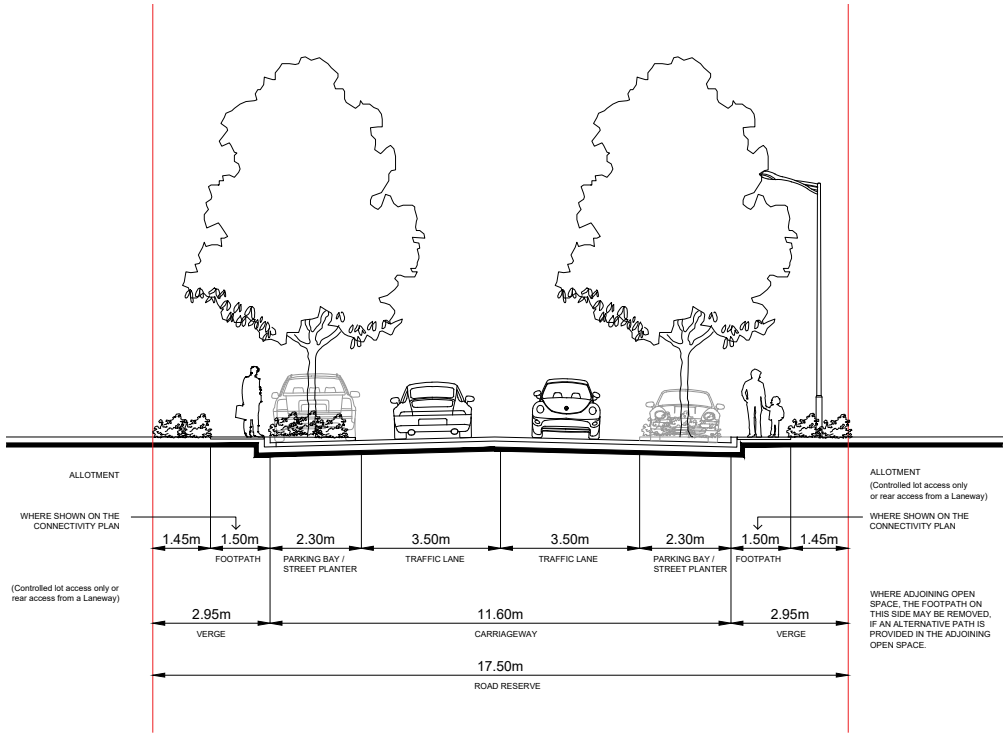 ALLOTMENT
WHERE SHOWN ON THE
CONNECTIVITY PLAN
(Controlled lot access only or
rear access from a Laneway)
ALLOTMENT
(Controlled lot access only
or rear access from a Laneway)
WHERE SHOWN ON THE
CONNECTIVITY PLAN
1.45m
1.50m
2.30m
3.50m
3.50m
2.30m
1.50m
1.45m
FOOTPATH
PARKING BAY /
STREET PLANTER
TRAFFIC LANE
TRAFFIC LANE
PARKING BAY /
STREET PLANTER
FOOTPATH
2.95m
11.60m
2.95m
VERGE
CARRIAGEWAY
VERGE
WHERE ADJOINING OPEN
SPACE, THE FOOTPATH ON
THIS SIDE MAY BE REMOVED,
IF AN ALTERNATIVE PATH IS
PROVIDED IN THE ADJOINING
OPEN SPACE.
17.50m
ROAD RESERVE